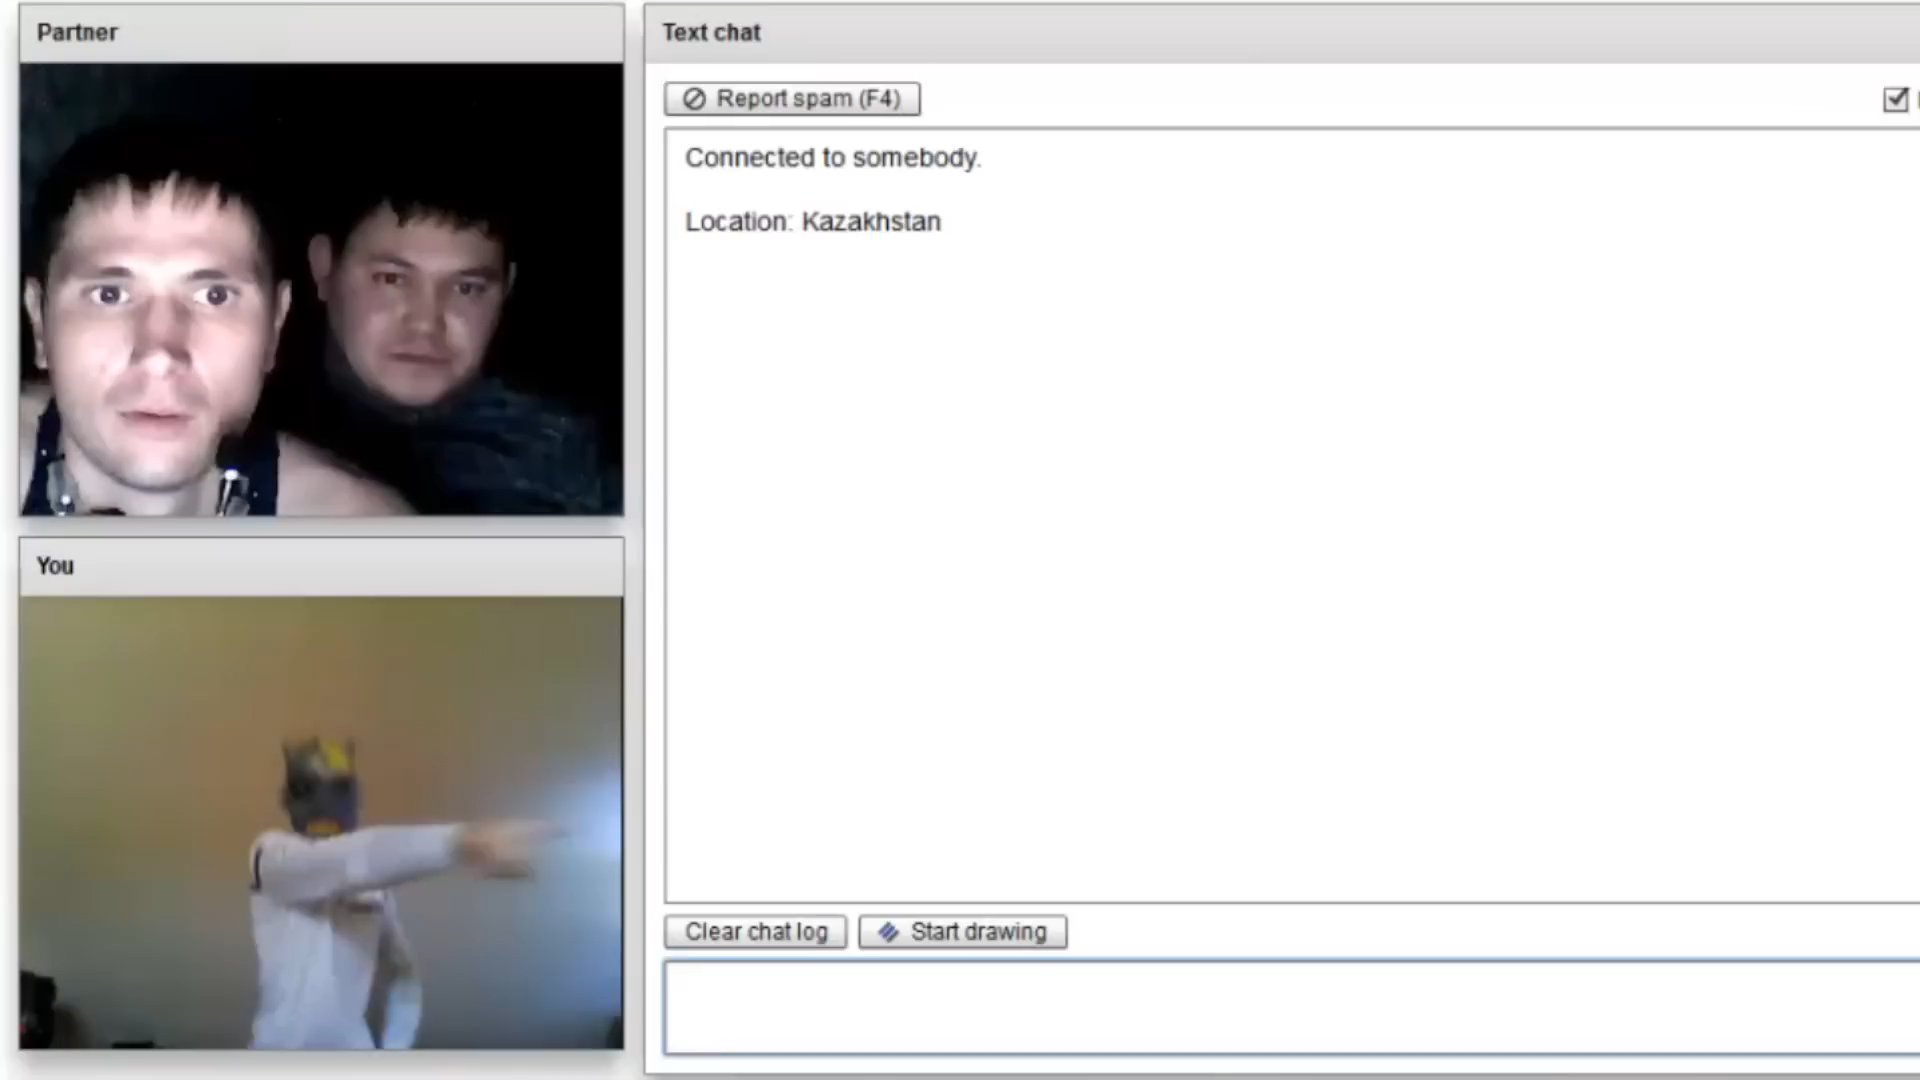 Partner
Text chat
Report spam (F4)
Connected to somebody.
Location: Kazakhstan
You
Clear chat log
Start drawing